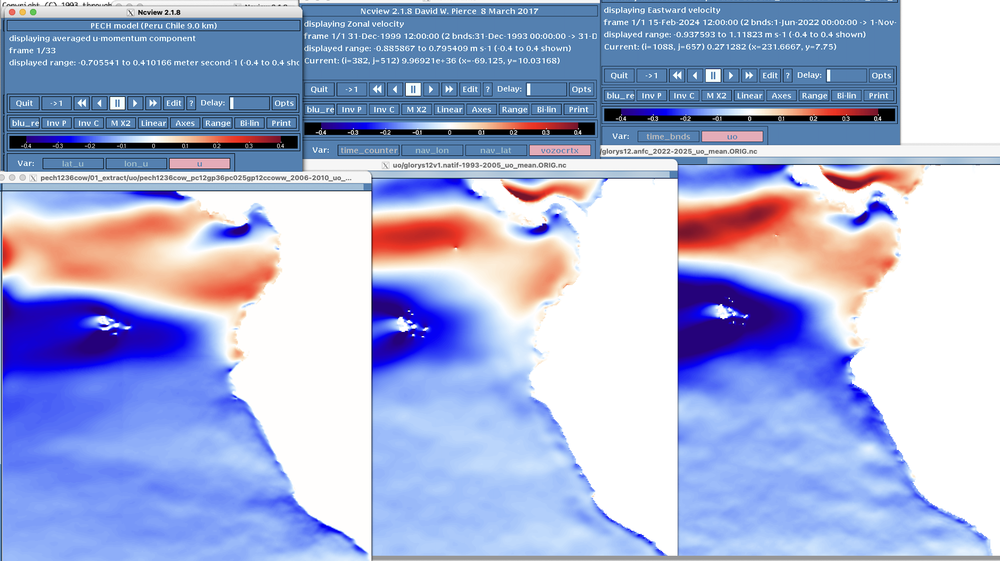 Copyright (C) 1993 through
Ncview 2.1.8
PECH model (Peru Chile 9.0 km)
displaying averaged u-momentum component
frame 1/33
displayed range: -0.705541 to 0.410166 meter second-1 (-0.4 to 0.4 sho
Quit ->1 Edit ? Delay: Opts
blu_re Inv P Inv C M X2 Linear Axes Range Bi-lin Print
-0.4 -0.3 -0.2 -0.1 0 0.1 0.2 0.3 0.4
Var: lat_u lon_u u
pech1236cow/01_extract/uo/pech1236cow_pc12gp36pc025gp12ccoww_2006-2010_uo_...
Ncview 2.1.8 David W. Pierce 8 March 2017
displaying Zonal velocity
frame 1/1 31-Dec-1999 12:00:00 (2 bnds:31-Dec-1993 00:00:00 -> 31-D
displayed range: -0.885867 to 0.795409 m s-1 (-0.4 to 0.4 shown)
Current: (i=382, j=512) 9.96921e+36 (x=-69.125, y=10.03168)
Quit ->1 Edit ? Delay: Opts
blu_re Inv P Inv C M X2 Linear Axes Range Bi-lin Print
-0.4 -0.3 -0.2 -0.1 0 0.1 0.2 0.3 0.4
Var: time_counter nav_lon nav_lat vozocrtx
uo/glorys12v1.natif-1993-2005_uo_mean.ORIG.nc
displaying Eastward velocity
frame 1/1 15-Feb-2024 12:00:00 (2 bnds:1-Jun-2022 00:00:00 -> 1-Nov-
displayed range: -0.937593 to 1.11823 m s-1 (-0.4 to 0.4 shown)
Current: (i=1088, j=657) 0.271282 (x=231.6667, y=7.75)
Quit ->1 Edit ? Delay: Opts
blu_re Inv P Inv C M X2 Linear Axes Range Bi-lin Print
-0.4 -0.3 -0.2 -0.1 0 0.1 0.2 0.3 0.4
Var: time_bnds uo
/glorys12.anfc_2022-2025_uo_mean.ORIG.nc